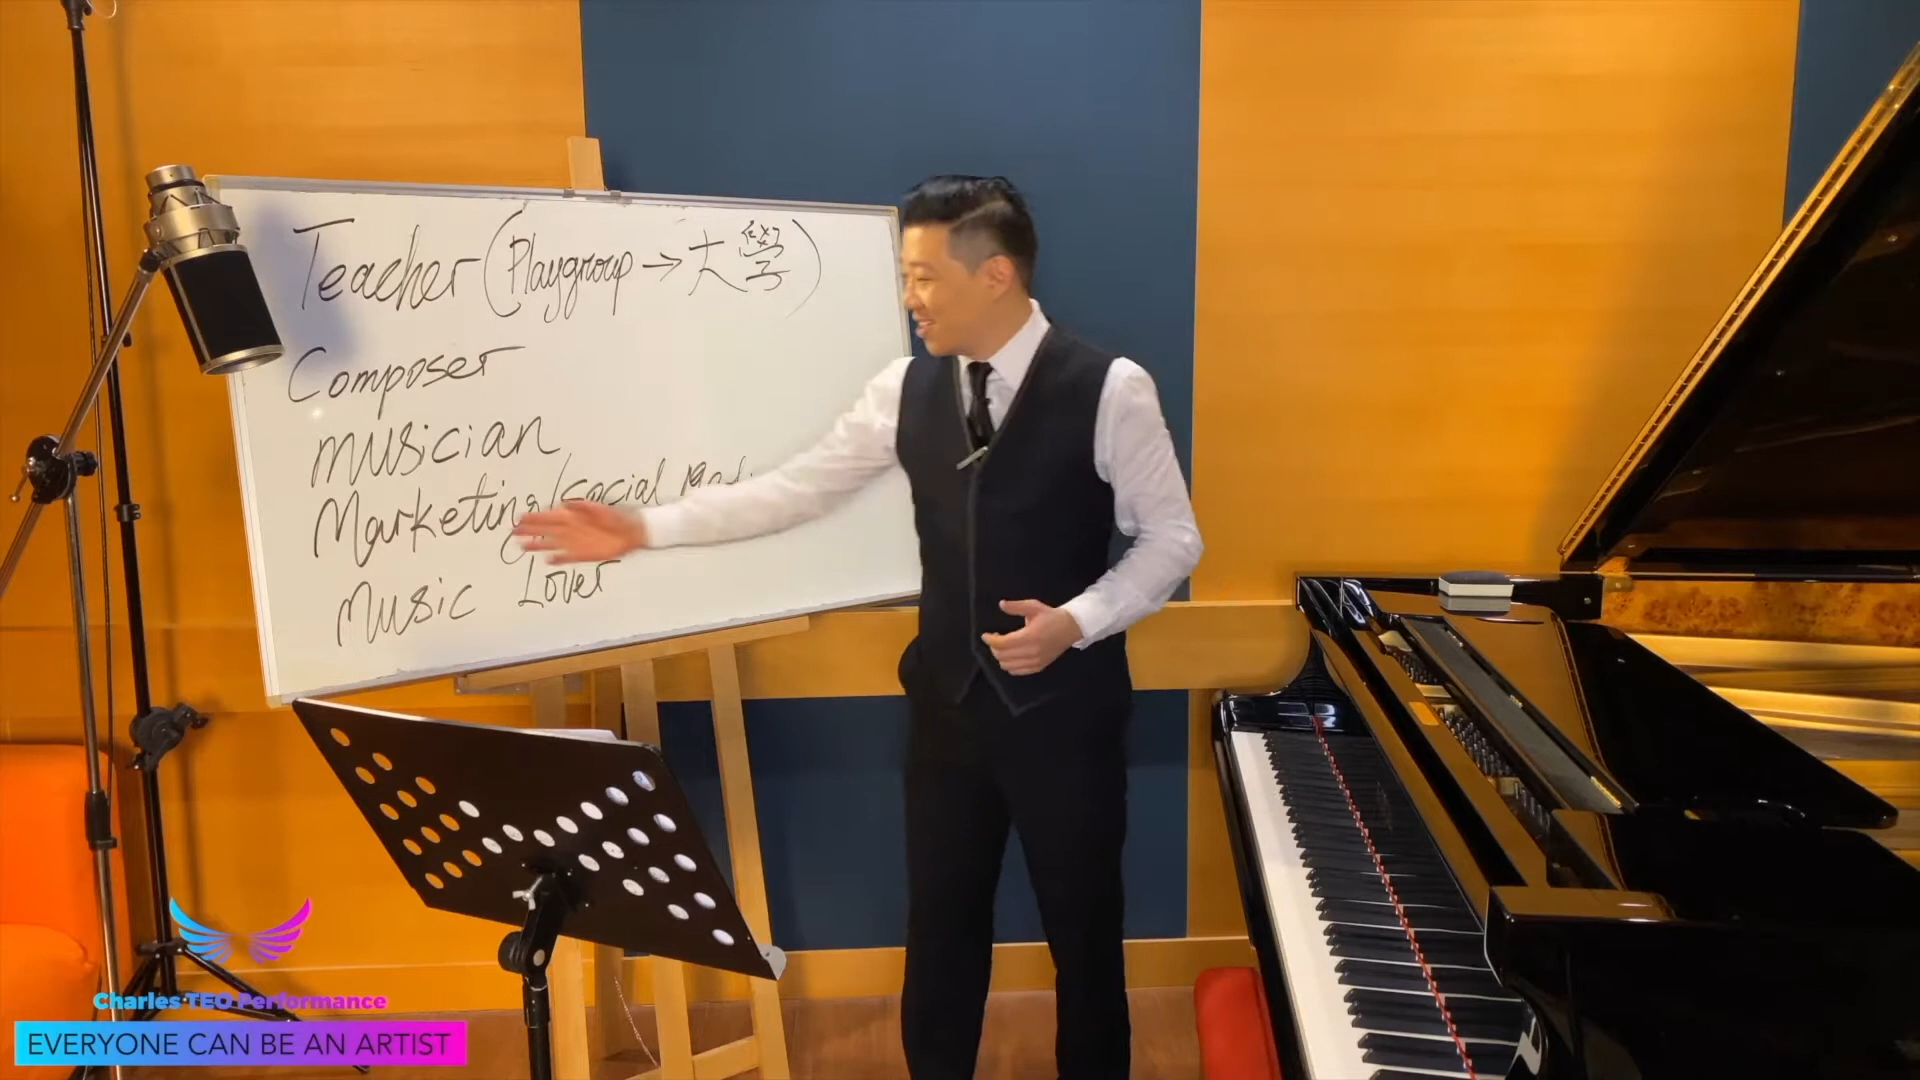 Teacher (Playgroup → 大學)
Composer
musician
Marketing/social
Music Lover
Charles TEO Performance
EVERYONE CAN BE AN ARTIST